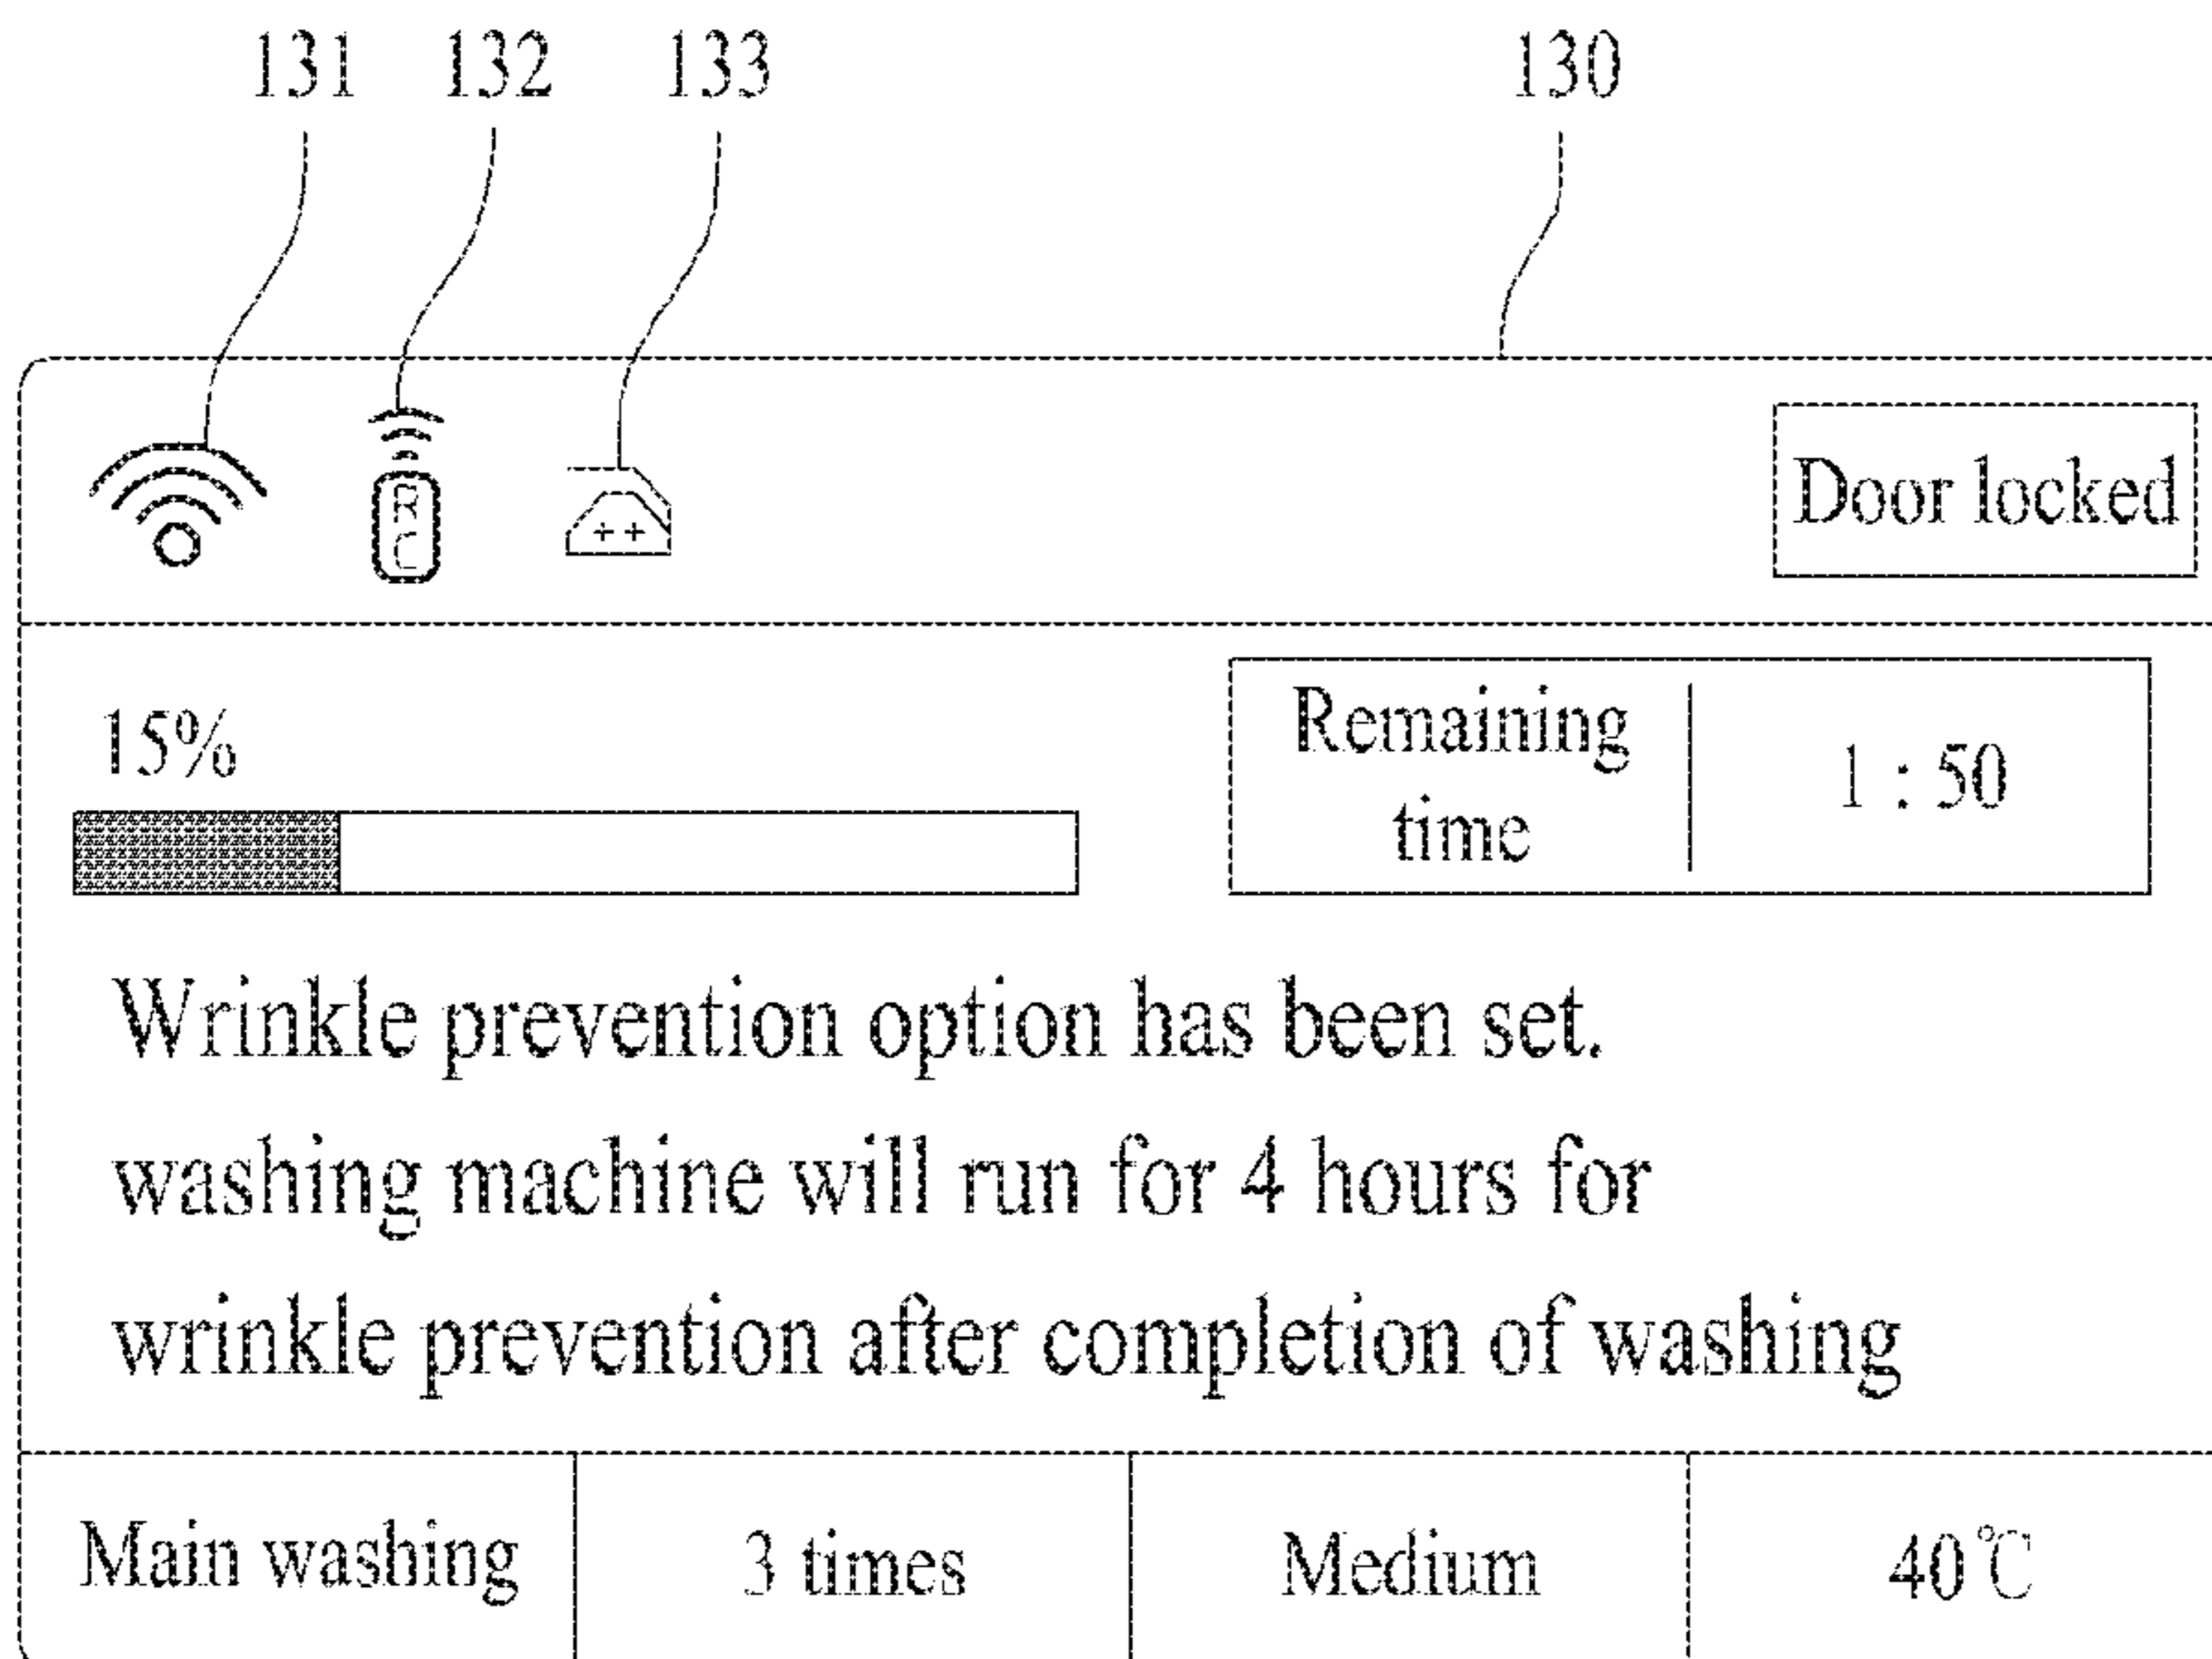 131 132 133 130
RC
++
Door locked
15%
Remaining
time
1 : 50
Wrinkle prevention option has been set.
washing machine will run for 4 hours for
wrinkle prevention after completion of washing
Main washing 3 times Medium 40℃